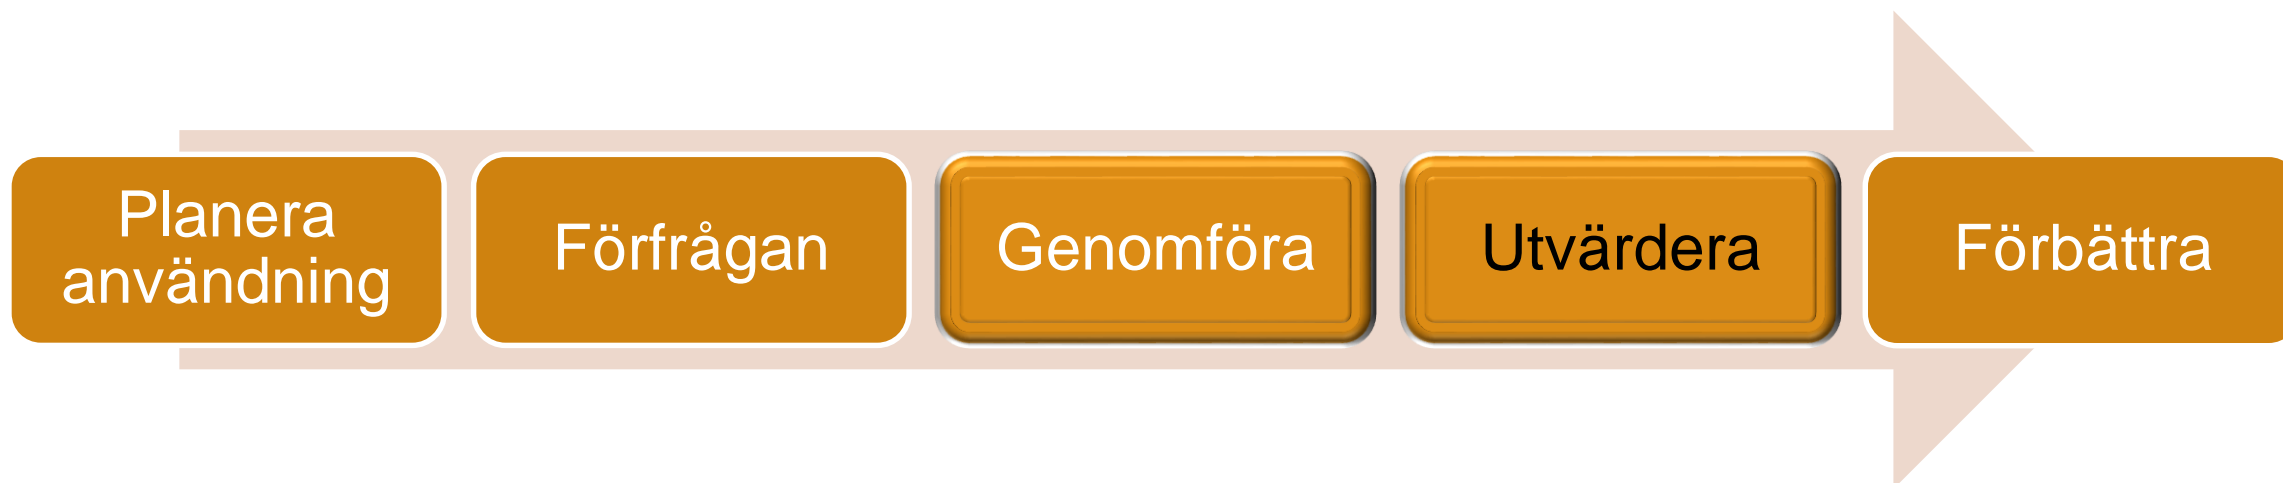 Planera
användning
Förfrågan
Genomföra
Utvärdera
Förbättra